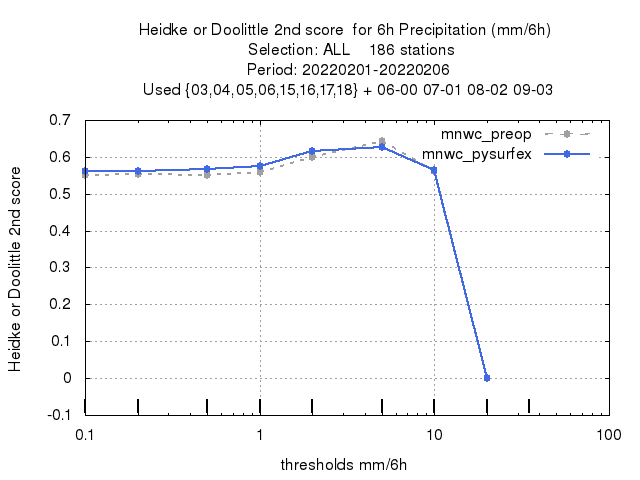 Heidke or Doolittle 2nd score  for 6h Precipitation (mm/6h)
Selection: ALL    186 stations
Period: 20220201-20220206
Used {03,04,05,06,15,16,17,18} + 06-00 07-01 08-02 09-03
mnwc_preop
mnwc_pysurfex
Heidke or Doolittle 2nd score
0.7
0.6
0.5
0.4
0.3
0.2
0.1
0
-0.1
0.1 1 10 100
thresholds mm/6h